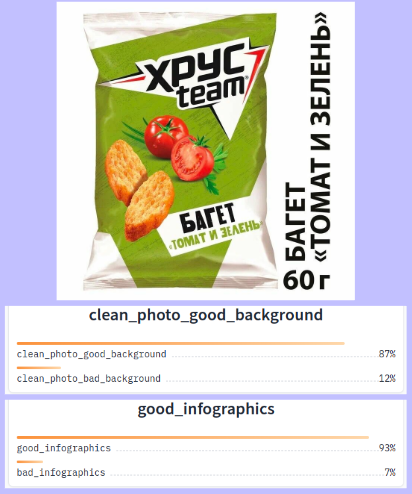 ХРУС
team
БАГЕТ
«ТОМАТ И ЗЕЛЕНЬ»
БАГЕТ
«ТОМАТ И ЗЕЛЕНЬ»
60 г
clean_photo_good_background
clean_photo_good_background 87%
clean_photo_bad_background 12%
good_infographics
good_infographics 93%
bad_infographics 7%